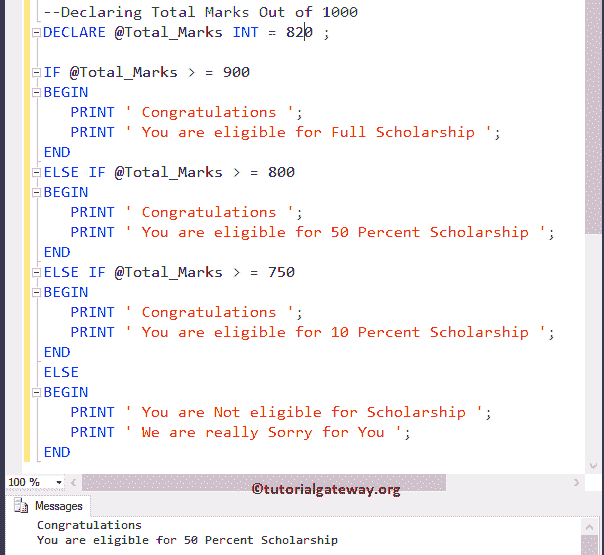 --Declaring Total Marks Out of 1000
DECLARE @Total_Marks INT = 820 ;
IF @Total_Marks > = 900
BEGIN
PRINT ' Congratulations ';
PRINT ' You are eligible for Full Scholarship ';
END
ELSE IF @Total_Marks > = 800
BEGIN
PRINT ' Congratulations ';
PRINT ' You are eligible for 50 Percent Scholarship ';
END
ELSE IF @Total_Marks > = 750
BEGIN
PRINT ' Congratulations ';
PRINT ' You are eligible for 10 Percent Scholarship ';
END
ELSE
BEGIN
PRINT ' You are Not eligible for Scholarship ';
PRINT ' We are really Sorry for You ';
END
100 %
©tutorialgateway.org
Messages
Congratulations
You are eligible for 50 Percent Scholarship